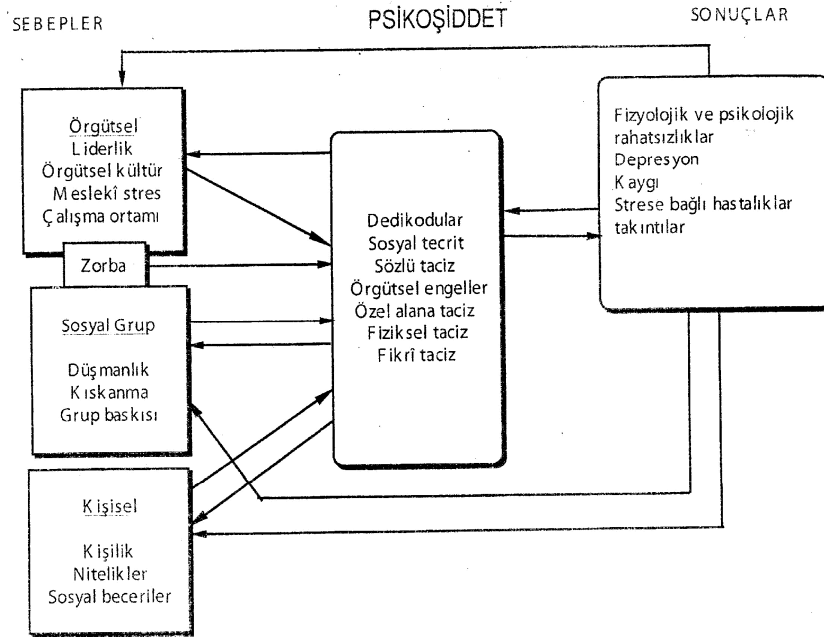 SEBEPLER
PSİKOŞİDDET
SONUÇLAR
Örgütsel
Liderlik
Örgütsel kültür
Meslekî stres
Çalışma ortamı
Zorba
Sosyal Grup
Düşmanlık
Kıskanma
Grup baskısı
Kişisel
Kişilik
Nitelikler
Sosyal beceriler
Dedikodular
Sosyal tecrit
Sözlü taciz
Örgütsel engeller
Özel alana taciz
Fiziksel taciz
Fikrî taciz
Fizyolojik ve psikolojik
rahatsızlıklar
Depresyon
Kaygı
Strese bağlı hastalıklar
takıntılar